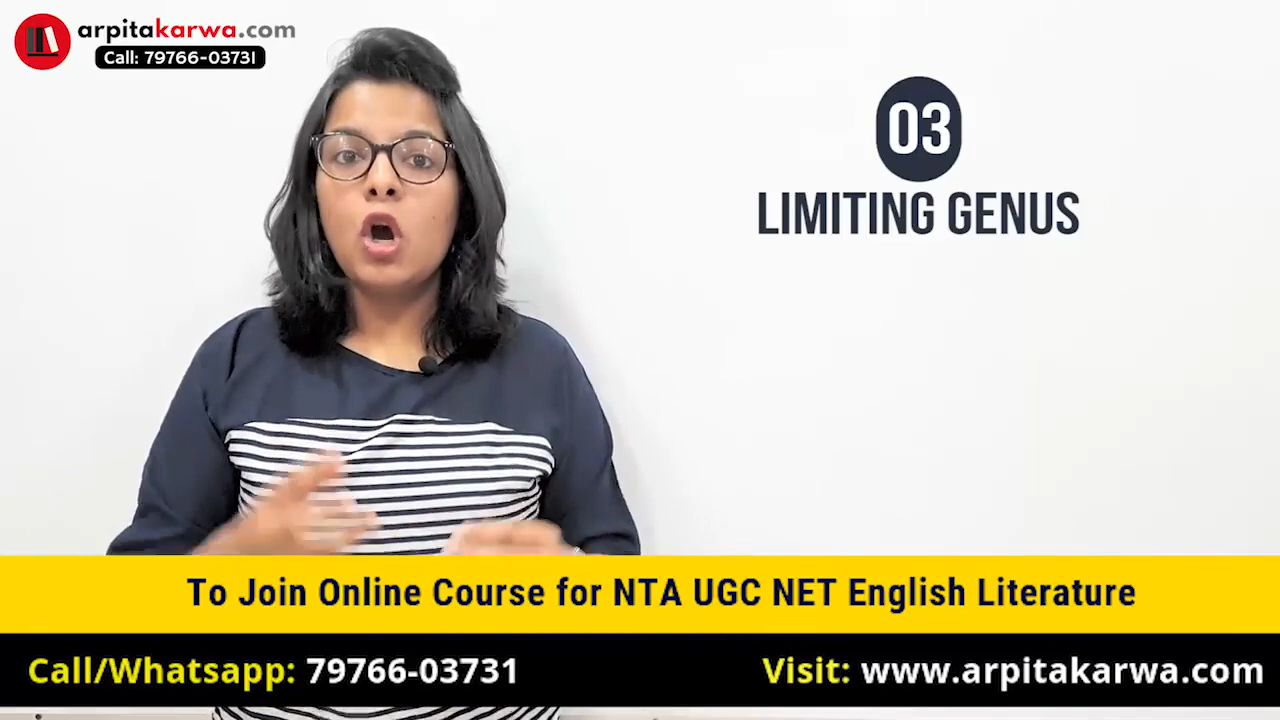 arpitakarwa.com
Call: 79766-03731
03
LIMITING GENUS
To Join Online Course for NTA UGC NET English Literature
Call/Whatsapp: 79766-03731
Visit: www.arpitakarwa.com